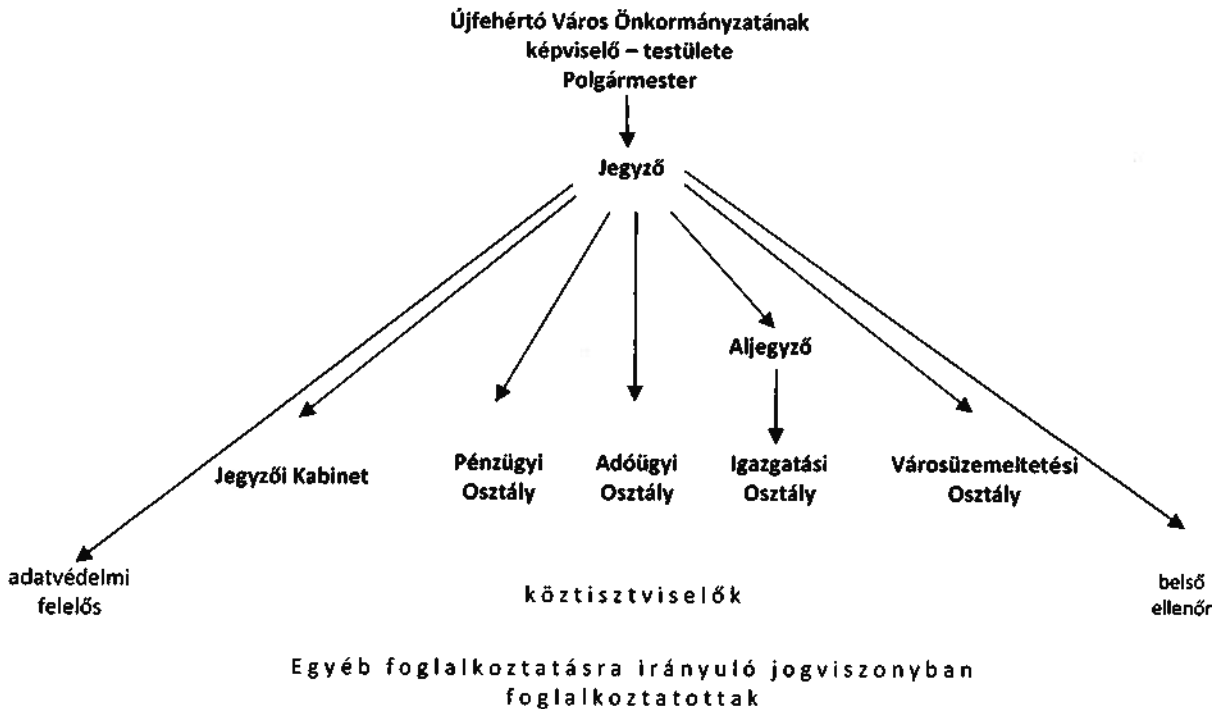 Újfehértó Város Önkormányzatának
képviselő – testülete
Polgármester
Jegyző
Aljegyző
Jegyzői Kabinet
Pénzügyi
Osztály
Adóügyi
Osztály
Igazgatási
Osztály
Városüzemeltetési
Osztály
adatvédelmi
felelős
köztisztviselők
belső
ellenőr
Egyéb foglalkoztatásra irányuló jogviszonyban
foglalkoztatottak